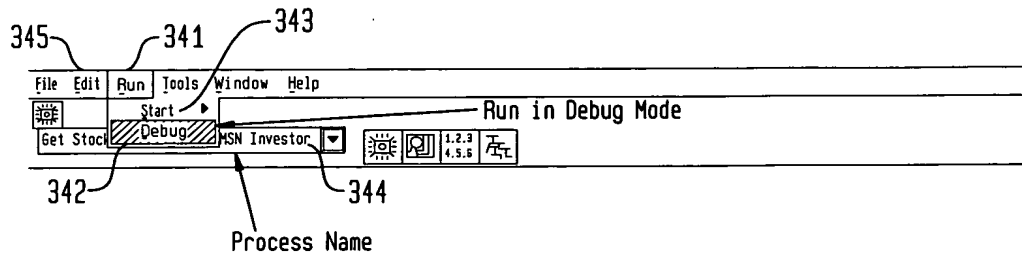 345 341 343
File Edit Run Tools Window Help
Start
Run in Debug Mode
Debug
Get Stoc MSN Investor
1.2.3
4.5.6
342 344
Process Name